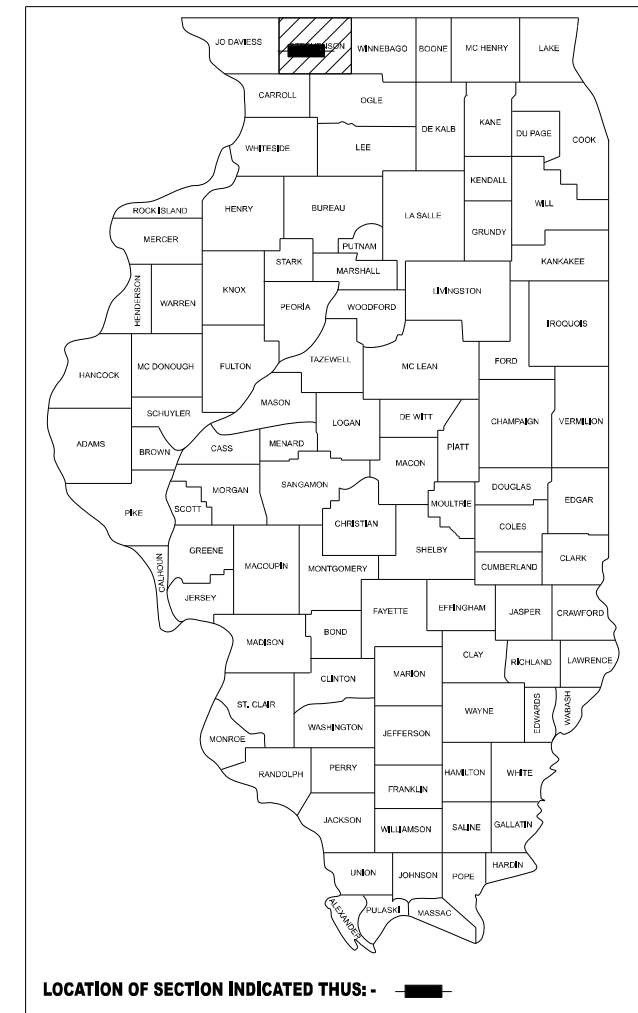 JO DAVIESS
STEPHENSON
WINNEBAGO
BOONE
MC HENRY
LAKE
CARROLL
OGLE
DE KALB
KANE
DU PAGE
COOK
WHITESIDE
LEE
KENDALL
WILL
ROCK ISLAND
HENRY
BUREAU
LA SALLE
GRUNDY
MERCER
PUTNAM
KANKAKEE
STARK
MARSHALL
HENDERSON
WARREN
KNOX
PEORIA
WOODFORD
LIVINGSTON
IROQUOIS
HANCOCK
MC DONOUGH
FULTON
TAZEWELL
MC LEAN
FORD
SCHUYLER
MASON
LOGAN
DE WITT
CHAMPAIGN
VERMILION
ADAMS
BROWN
CASS
MENARD
PIATT
MACON
MORGAN
SANGAMON
DOUGLAS
EDGAR
PIKE
SCOTT
CHRISTIAN
MOULTRIE
COLES
GREENE
MACOUPIN
MONTGOMERY
SHELBY
CUMBERLAND
CLARK
CALHOUN
JERSEY
FAYETTE
EFFINGHAM
JASPER
CRAWFORD
MADISON
BOND
CLAY
RICHLAND
LAWRENCE
CLINTON
MARION
ST. CLAIR
WAYNE
EDWARDS
WABASH
WASHINGTON
JEFFERSON
MONROE
RANDOLPH
PERRY
HAMILTON
WHITE
FRANKLIN
JACKSON
WILLIAMSON
SALINE
GALLATIN
UNION
JOHNSON
POPE
HARDIN
ALEXANDER
PULASKI
MASSAC
LOCATION OF SECTION INDICATED THUS: -